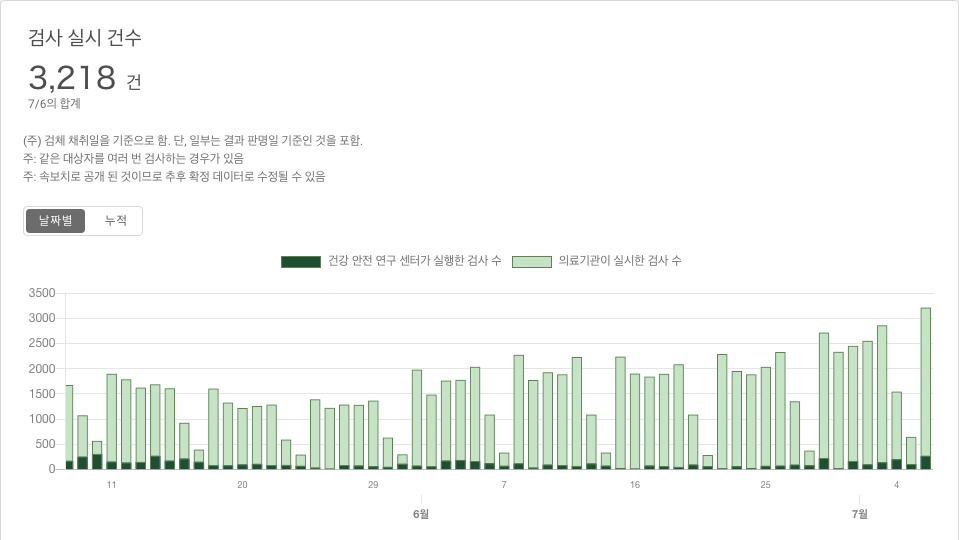 검사 실시 건수
3,218 건
7/6의 합계
(주) 검체 채취일을 기준으로 함. 단, 일부는 결과 판명일 기준인 것을 포함.
주: 같은 대상자를 여러 번 검사하는 경우가 있음
주: 속보치로 공개 된 것이므로 추후 확정 데이터로 수정될 수 있음
날짜별 누적
건강 안전 연구 센터가 실행한 검사 수 의료기관이 실시한 검사 수
3500
3000
2500
2000
1500
1000
500
0
11 20 29 7 16 25 4
6월 7월